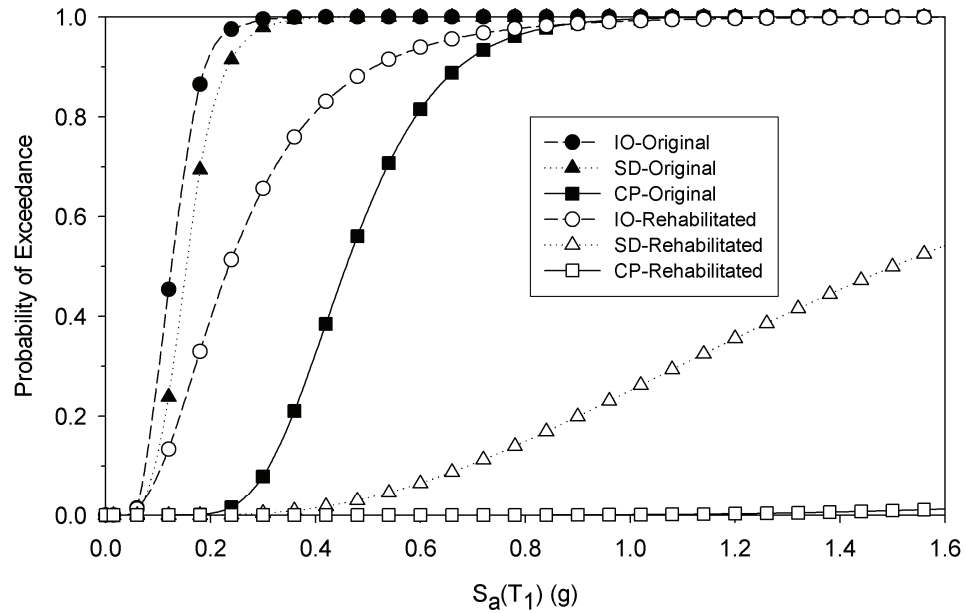 1.0
0.8
0.6
0.4
0.2
0.0
Probability of Exceedance
IO-Original
SD-Original
CP-Original
IO-Rehabilitated
SD-Rehabilitated
CP-Rehabilitated
0.0 0.2 0.4 0.6 0.8 1.0 1.2 1.4 1.6
Sa(T1) (g)